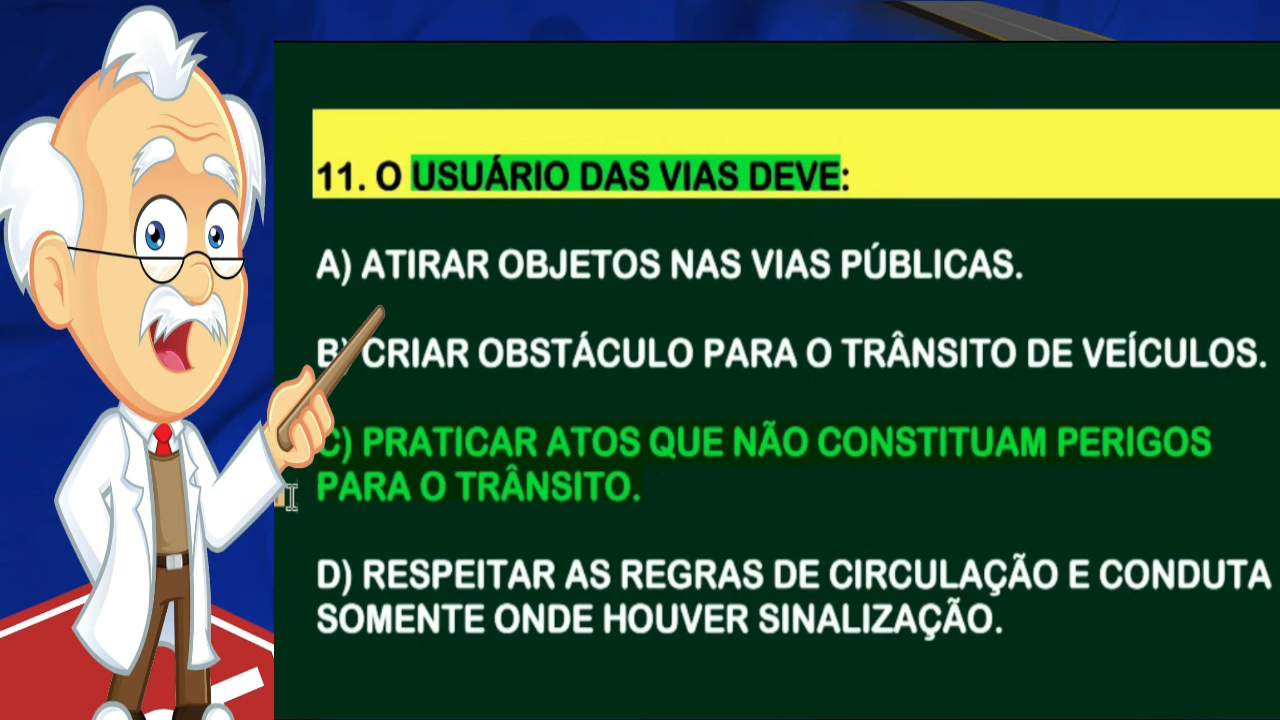 11. O USUÁRIO DAS VIAS DEVE:
A) ATIRAR OBJETOS NAS VIAS PÚBLICAS.
B) CRIAR OBSTÁCULO PARA O TRÂNSITO DE VEÍCULOS.
C) PRATICAR ATOS QUE NÃO CONSTITUAM PERIGOS
PARA O TRÂNSITO.
D) RESPEITAR AS REGRAS DE CIRCULAÇÃO E CONDUTA
SOMENTE ONDE HOUVER SINALIZAÇÃO.